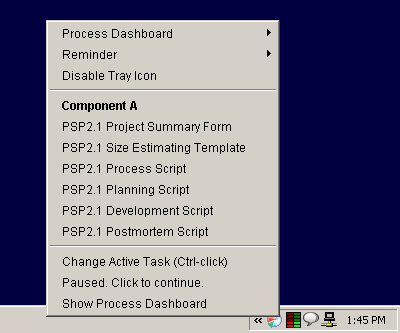 Process Dashboard
Reminder
Disable Tray Icon
Component A
PSP2.1 Project Summary Form
PSP2.1 Size Estimating Template
PSP2.1 Process Script
PSP2.1 Planning Script
PSP2.1 Development Script
PSP2.1 Postmortem Script
Change Active Task (Ctrl-click)
Paused. Click to continue.
Show Process Dashboard
« 1:45 PM